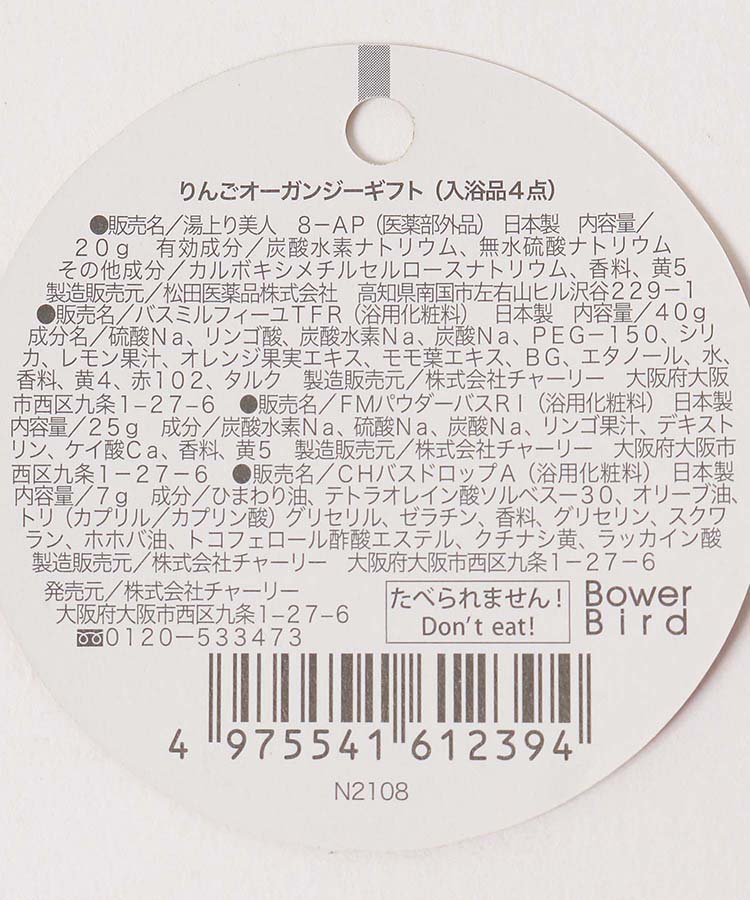 りんごオーガンジーギフト（入浴品４点）
●販売名／湯上り美人　８−ＡＰ（医薬部外品）　日本製　内容量／
２０ｇ　有効成分／炭酸水素ナトリウム、無水硫酸ナトリウム
その他成分／カルボキシメチルセルロースナトリウム、香料、黄５
製造販売元／松田医薬品株式会社　高知県南国市左右山ヒル沢谷２２９−１
●販売名／バスミルフィーユＴＦＲ（浴用化粧料）　日本製　内容量／４０ｇ
成分名／硫酸Ｎａ、リンゴ酸、炭酸水素Ｎａ、炭酸Ｎａ、ＰＥＧ−１５０、シリ
カ、レモン果汁、オレンジ果実エキス、モモ葉エキス、ＢＧ、エタノール、水、
香料、黄４、赤１０２、タルク　製造販売元／株式会社チャーリー　大阪府大阪
市西区九条１−２７−６　●販売名／ＦＭパウダーバスＲＩ（浴用化粧料）　日本製
内容量／２５ｇ　成分／炭酸水素Ｎａ、硫酸Ｎａ、炭酸Ｎａ、リンゴ果汁、デキスト
リン、ケイ酸Ｃａ、香料、黄５　製造販売元／株式会社チャーリー　大阪府大阪市
西区九条１−２７−６　●販売名／ＣＨバスドロップＡ（浴用化粧料）　日本製
内容量／７ｇ　成分／ひまわり油、テトラオレイン酸ソルベス−３０、オリーブ油、
トリ（カプリル／カプリン酸）グリセリル、ゼラチン、香料、グリセリン、スクワ
ラン、ホホバ油、トコフェロール酢酸エステル、クチナシ黄、ラッカイン酸
製造販売元／株式会社チャーリー　大阪府大阪市西区九条１−２７−６
発売元／株式会社チャーリー
大阪府大阪市西区九条１−２７−６
０１２０−５３３４７３
たべられません！
Don't eat!
Bower
Bird
4 975541 612394
N2108